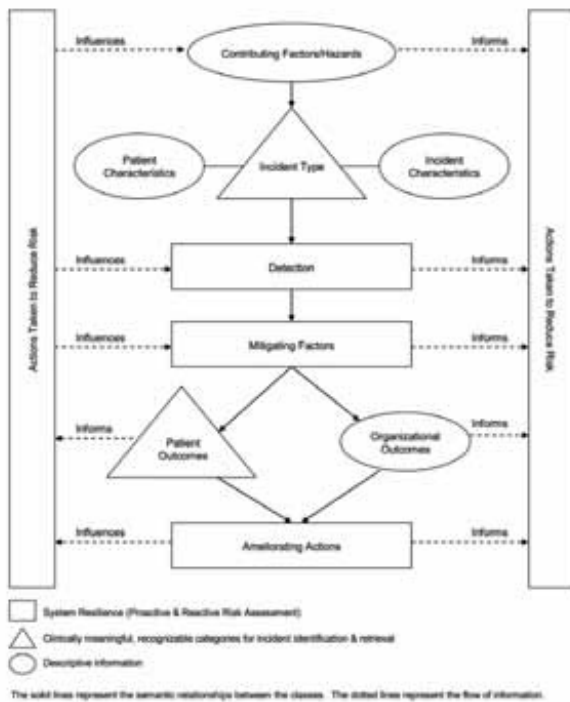 Influences
Contributing Factors/Hazards
Informs
Patient
Characteristics
Incident Type
Incident
Characteristics
Actions Taken to Reduce Risk
Actions Taken to Reduce Risk
Influences
Detection
Informs
Influences
Mitigating Factors
Informs
Informs
Patient
Outcomes
Organizational
Outcomes
Informs
Influences
Ameliorating Actions
Informs
System Resilience (Proactive & Reactive Risk Assessment)
Clinically meaningful, recognizable categories for incident identification & retrieval
Descriptive information
The solid lines represent the semantic relationships between the classes. The dotted lines represent the flow of information.